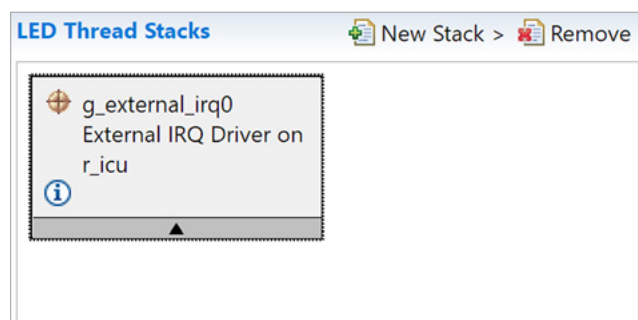 LED Thread Stacks New Stack > Remove
g_external_irq0
External IRQ Driver on
r_icu